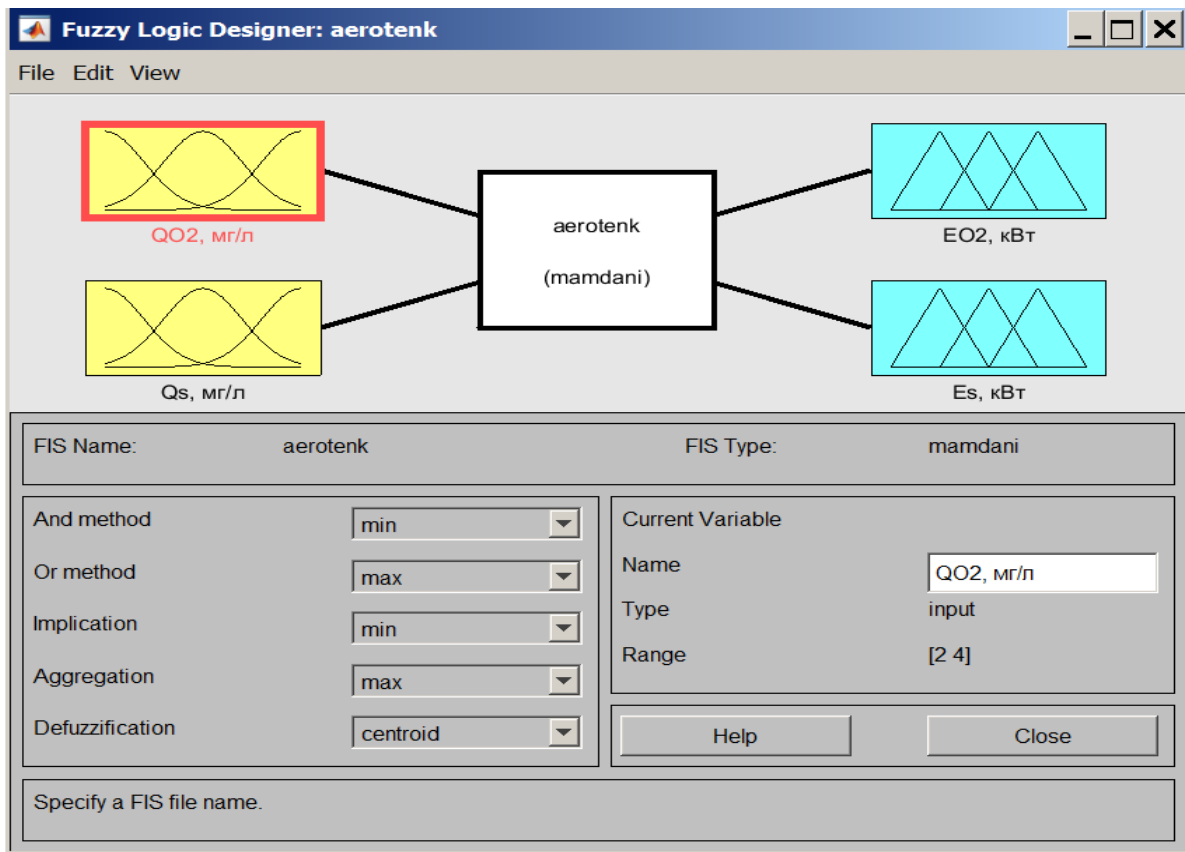 Fuzzy Logic Designer: aerotenk
File Edit View
QO2, мг/л
Qs, мг/л
aerotenk
(mamdani)
EO2, кВт
Es, кВт
FIS Name: aerotenk FIS Type: mamdani
And method min
Or method max
Implication min
Aggregation max
Defuzzification centroid
Current Variable
Name QO2, мг/л
Type input
Range [2 4]
Help Close
Specify a FIS file name.